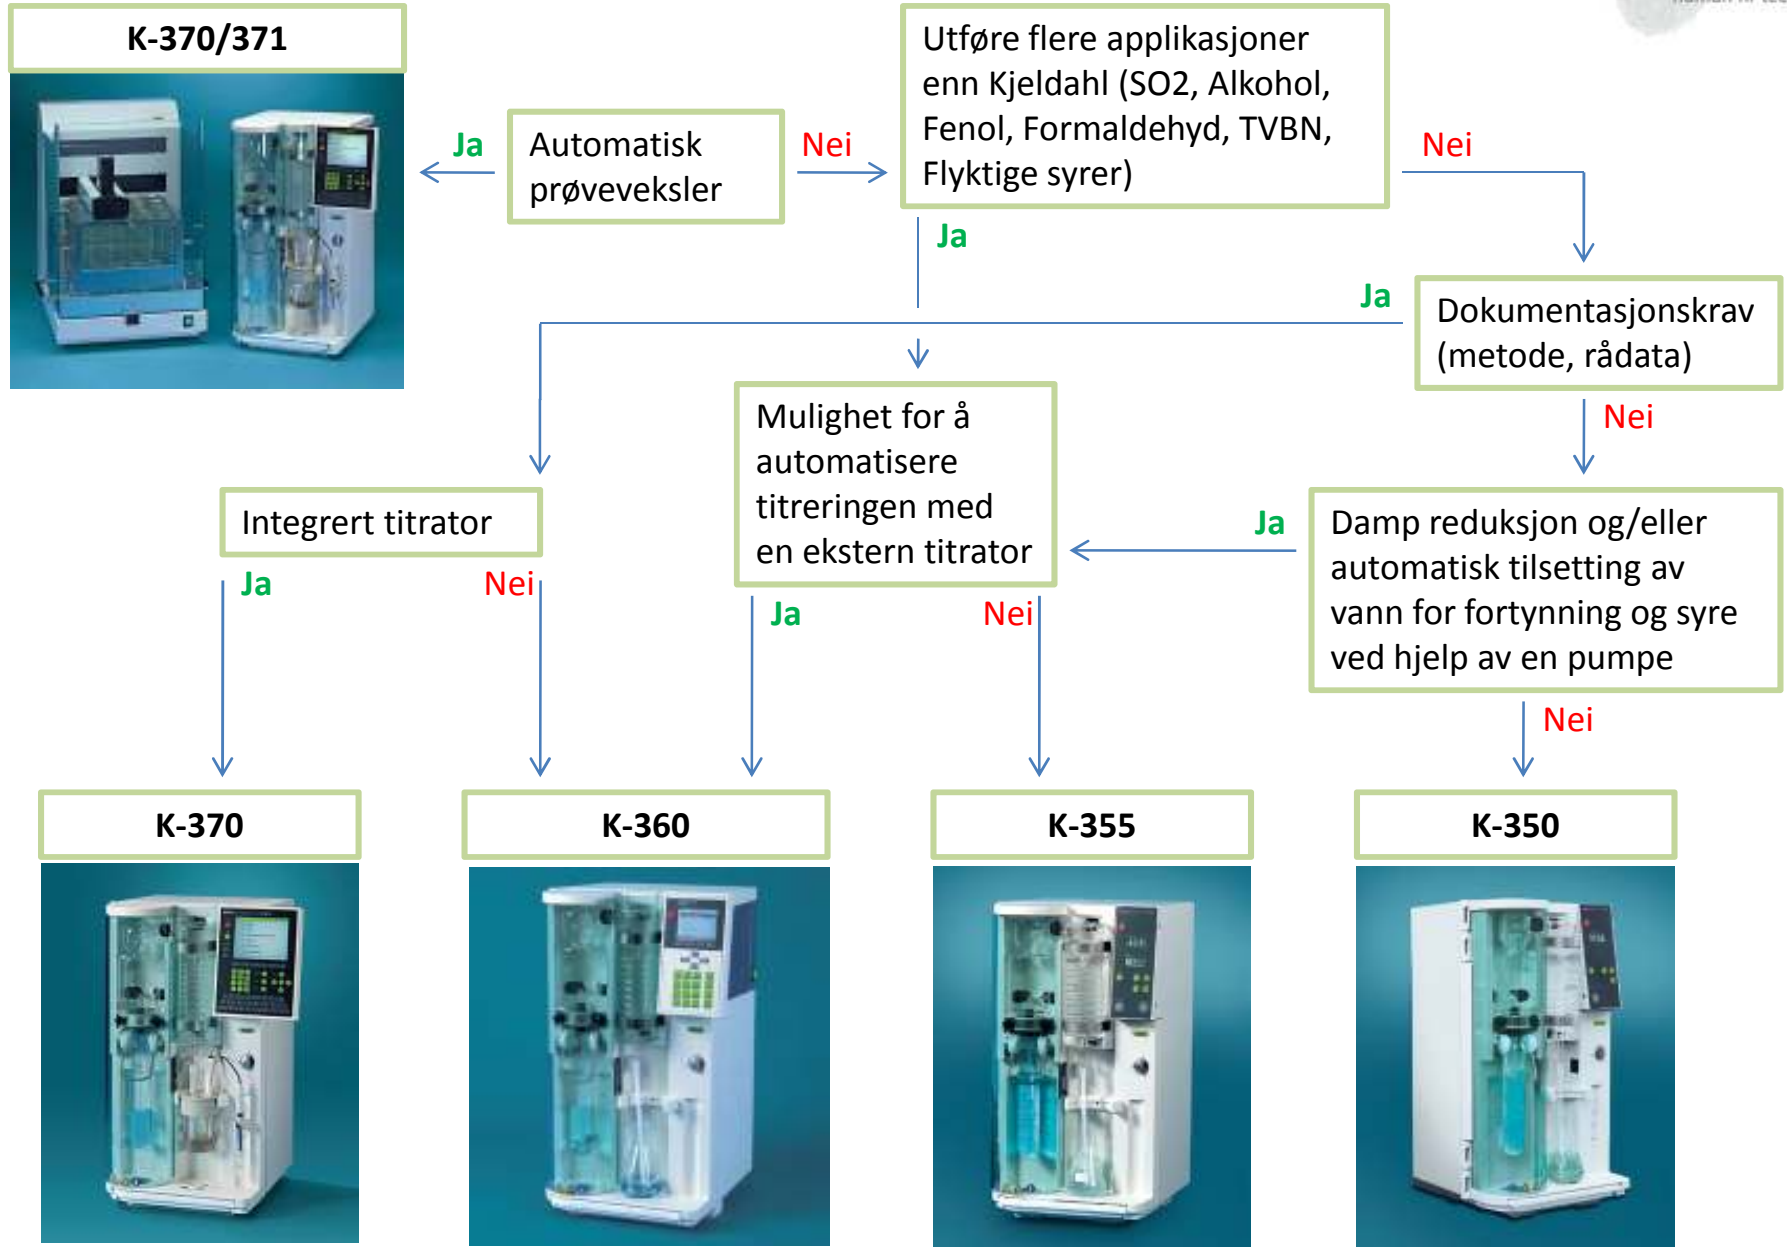 K-370/371
Utføre flere applikasjoner
enn Kjeldahl (SO2, Alkohol,
Fenol, Formaldehyd, TVBN,
Flyktige syrer)
Ja
Automatisk
prøveveksler
Nei
Nei
Ja
Ja
Dokumentasjonskrav
(metode, rådata)
Nei
Mulighet for å
automatisere
titreringen med
en ekstern titrator
Integrert titrator
Ja
Damp reduksjon og/eller
automatisk tilsetting av
vann for fortynning og syre
ved hjelp av en pumpe
Ja
Nei
Ja
Nei
Nei
K-370
K-360
K-355
K-350